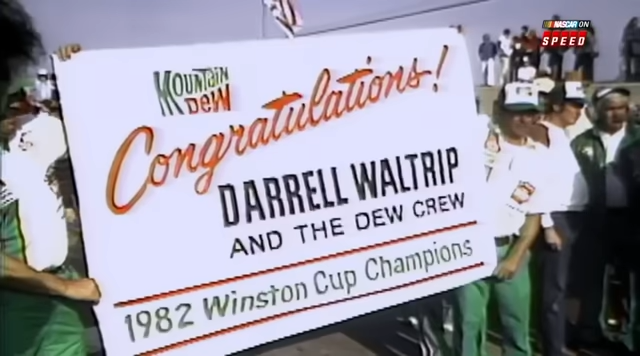 NASCAR ON
SPEED
MOUNTAIN
DEW
Congratulations!
DARRELL WALTRIP
AND THE DEW CREW
1982 Winston Cup Champions